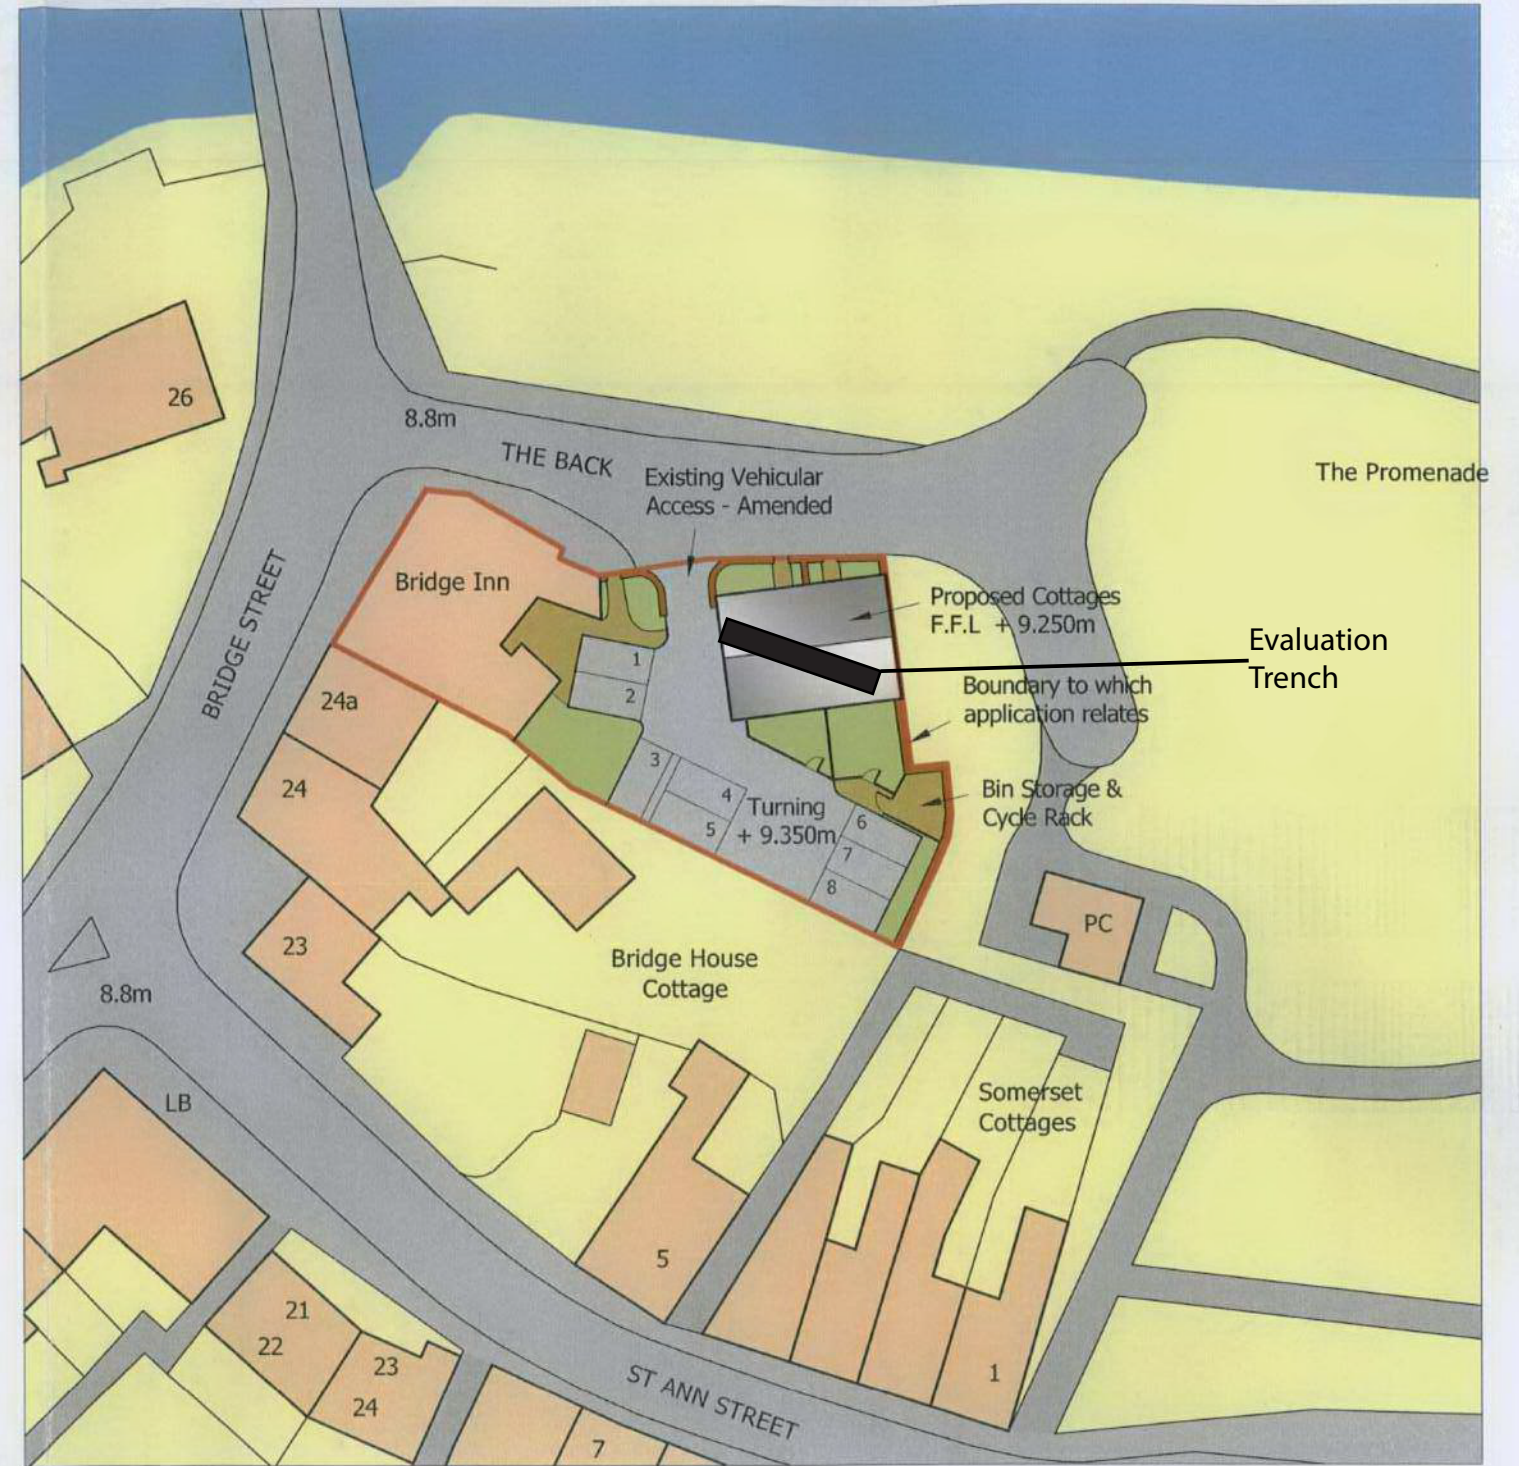 26
8.8m
THE BACK
Existing Vehicular
Access - Amended
The Promenade
Bridge Inn
BRIDGE STREET
Proposed Cottages
F.F.L + 9.250m
Evaluation
Trench
1
2
24a
Boundary to which
application relates
3
24
4
5
Turning
+ 9.350m
6
7
8
Bin Storage &
Cycle Rack
PC
23
Bridge House
Cottage
8.8m
LB
Somerset
Cottages
5
21
22
23
24
ST ANN STREET
1
7